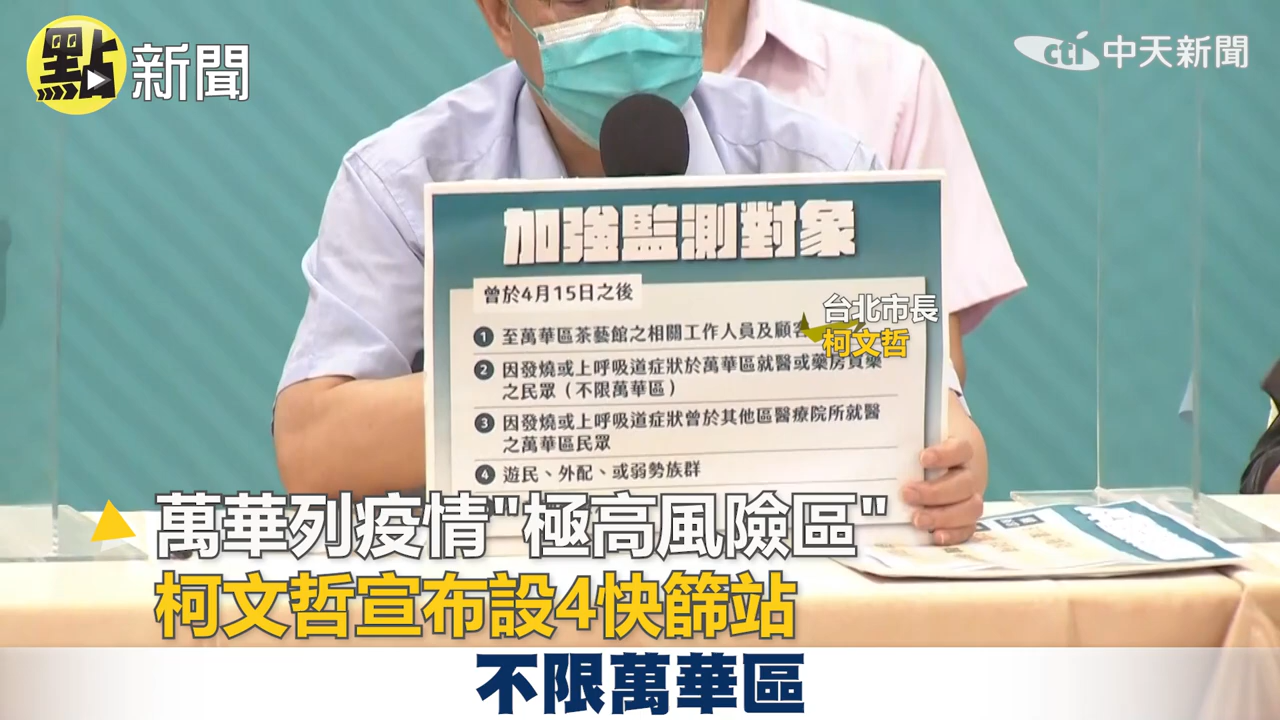 點新聞
cti 中天新聞
加強監測對象
曾於4月15日之後
1 至萬華區茶藝館之相關工作人員及顧客
台北市長
柯文哲
2 因發燒或上呼吸道症狀於萬華區就醫或藥房買藥
之民眾（不限萬華區）
3 因發燒或上呼吸道症狀曾於其他區醫療院所就醫
之萬華區民眾
4 遊民、外配、或弱勢族群
萬華列疫情"極高風險區"
柯文哲宣布設4快篩站
不限萬華區